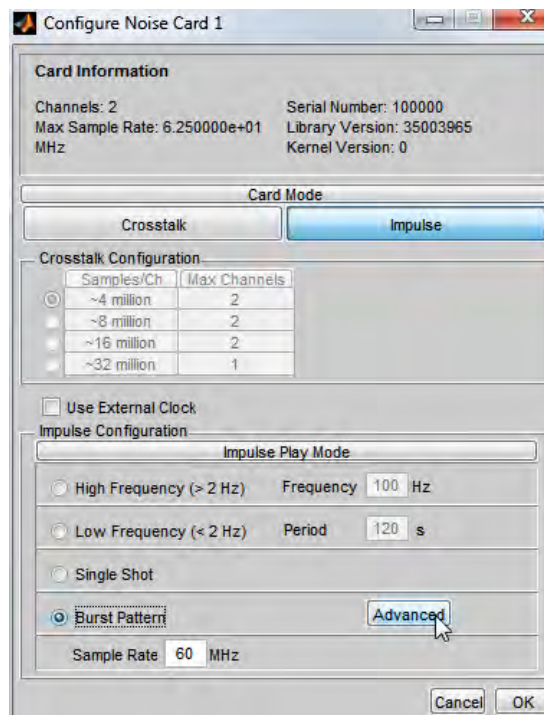 Configure Noise Card 1
Card Information
Channels: 2
Serial Number: 100000
Max Sample Rate: 6.250000e+01
Library Version: 35003965
MHz
Kernel Version: 0
Card Mode
Crosstalk
Impulse
Crosstalk Configuration
Samples/Ch Max Channels
~4 million 2
~8 million 2
~16 million 2
~32 million 1
Use External Clock
Impulse Configuration
Impulse Play Mode
High Frequency (> 2 Hz) Frequency 100 Hz
Low Frequency (< 2 Hz) Period 120 s
Single Shot
Burst Pattern Advanced
Sample Rate 60 MHz
Cancel OK